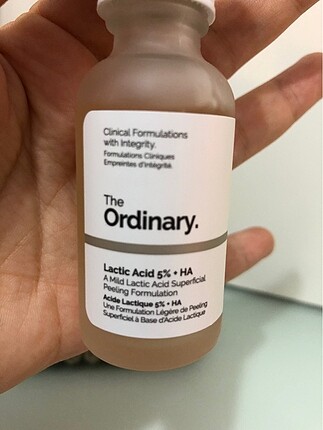 Clinical Formulations
with Integrity.
Formulations Cliniques
Empreintes d'Intégrité.
The
Ordinary.
Lactic Acid 5% + HA
A Mild Lactic Acid Superficial
Peeling Formulation
Acide Lactique 5% + HA
Une Formulation Légère de Peeling
Superficiel à Base d'Acide Lactique